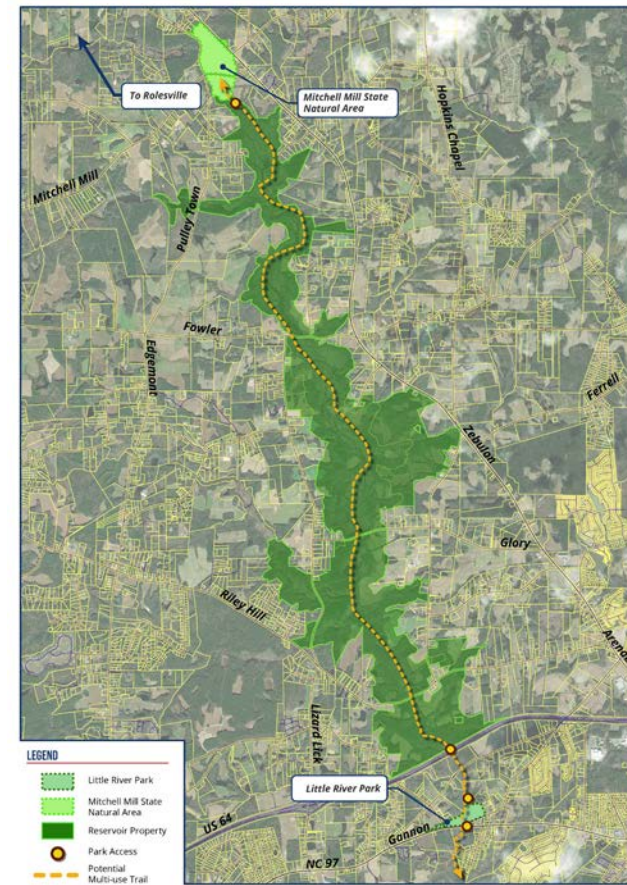 To Rolesville
Mitchell Mill State
Natural Area
Hopkins Chapel
Mitchell Mill
Pulley Town
Fowler
Edgemont
Ferrell
Zebulon
Glory
Riley Hill
Lizard Lick
LEGEND
Little River Park
Mitchell Mill State
Natural Area
Reservoir Property
Park Access
Potential
Multi-use Trail
Little River Park
US 64
Gannon
NC 97